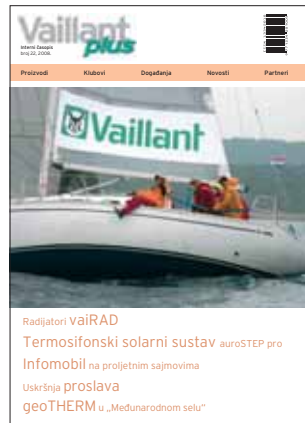 Vaillant
plus
Interni časopis
broj 22, 2008.
Proizvodi Klubovi Događanja Novosti Partneri
Vaillant
Radijatori vaiRAD
Termosifonski solarni sustav auroSTEP pro
Infomobil na proljetnim sajmovima
Uskršnja proslava
geoTHERM u „Međunarodnom selu“